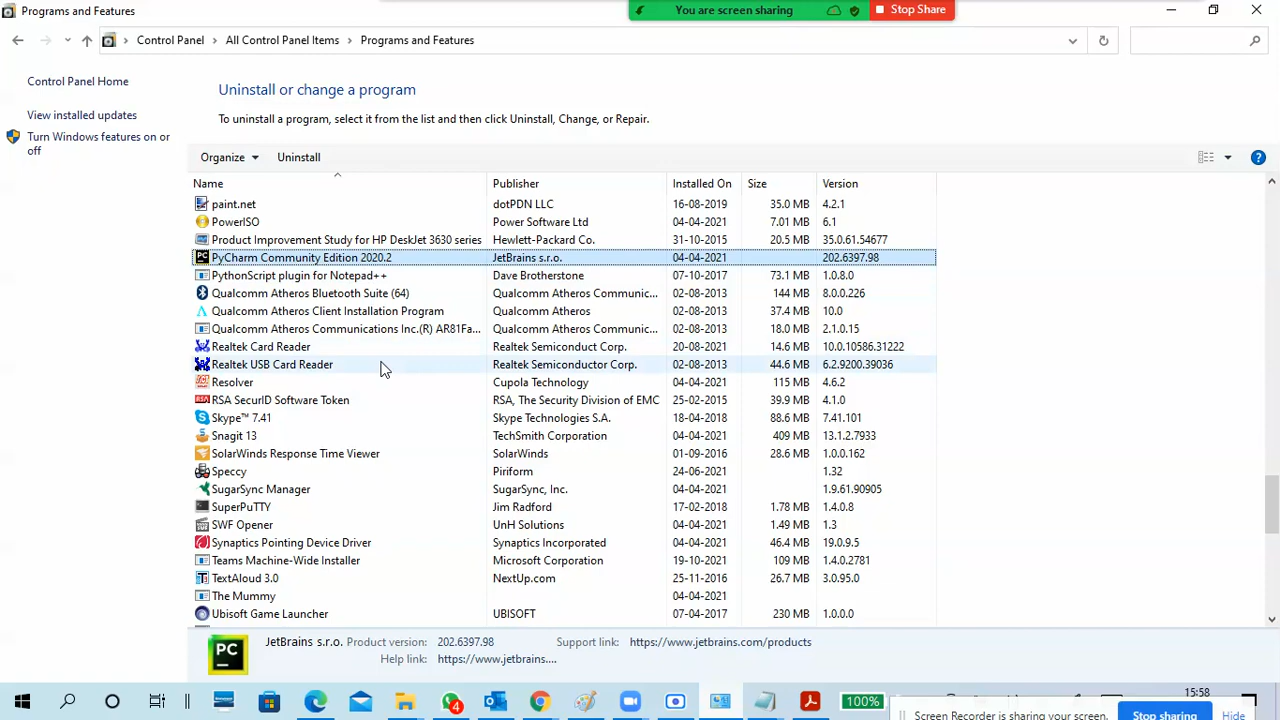 Programs and Features
You are screen sharing
Stop Share
Control Panel
All Control Panel Items
Programs and Features
Control Panel Home
Uninstall or change a program
View installed updates
To uninstall a program, select it from the list and then click Uninstall, Change, or Repair.
Turn Windows features on or off
Organize Uninstall
Name Publisher Installed On Size Version
paint.net dotPDN LLC 16-08-2019 35.0 MB 4.2.1
PowerISO Power Software Ltd 04-04-2021 7.01 MB 6.1
Product Improvement Study for HP DeskJet 3630 series Hewlett-Packard Co. 31-10-2015 20.5 MB 35.0.61.54677
PC PyCharm Community Edition 2020.2 JetBrains s.r.o. 04-04-2021 202.6397.98
PythonScript plugin for Notepad++ Dave Brotherstone 07-10-2017 73.1 MB 1.0.8.0
Qualcomm Atheros Bluetooth Suite (64) Qualcomm Atheros Communic... 02-08-2013 144 MB 8.0.0.226
Qualcomm Atheros Client Installation Program Qualcomm Atheros 02-08-2013 37.4 MB 10.0
Qualcomm Atheros Communications Inc.(R) AR81Fa... Qualcomm Atheros Communic... 02-08-2013 18.0 MB 2.1.0.15
Realtek Card Reader Realtek Semiconduct Corp. 20-08-2021 14.6 MB 10.0.10586.31222
Realtek USB Card Reader Realtek Semiconductor Corp. 02-08-2013 44.6 MB 6.2.9200.39036
Resolver Cupola Technology 04-04-2021 115 MB 4.6.2
RSA SecurID Software Token RSA, The Security Division of EMC 25-02-2015 39.9 MB 4.1.0
Skype™ 7.41 Skype Technologies S.A. 18-04-2018 88.6 MB 7.41.101
Snagit 13 TechSmith Corporation 04-04-2021 409 MB 13.1.2.7933
SolarWinds Response Time Viewer SolarWinds 01-09-2016 28.6 MB 1.0.0.162
Speccy Piriform 24-06-2021 1.32
SugarSync Manager SugarSync, Inc. 04-04-2021 1.9.61.90905
SuperPuTTY Jim Radford 17-02-2018 1.78 MB 1.4.0.8
SWF Opener UnH Solutions 04-04-2021 1.49 MB 1.3
Synaptics Pointing Device Driver Synaptics Incorporated 04-04-2021 46.4 MB 19.0.9.5
Teams Machine-Wide Installer Microsoft Corporation 19-10-2021 109 MB 1.4.0.2781
TextAloud 3.0 NextUp.com 25-11-2016 26.7 MB 3.0.95.0
The Mummy 04-04-2021
Ubisoft Game Launcher UBISOFT 07-04-2017 230 MB 1.0.0.0
PC
JetBrains s.r.o. Product version: 202.6397.98 Support link: https://www.jetbrains.com/products
Help link: https://www.jetbrains....
4
100%
15:58
Screen Recorder is sharing your screen. Stop sharing Hide